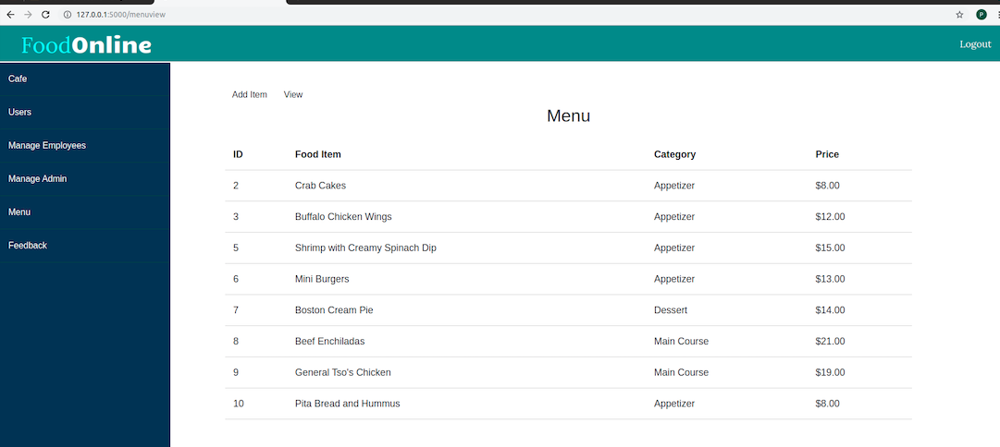 127.0.0.1:5000/menuview
P
FoodOnline
Logout
Cafe
Users
Manage Employees
Manage Admin
Menu
Feedback
Add Item View
Menu
ID Food Item Category Price
2 Crab Cakes Appetizer $8.00
3 Buffalo Chicken Wings Appetizer $12.00
5 Shrimp with Creamy Spinach Dip Appetizer $15.00
6 Mini Burgers Appetizer $13.00
7 Boston Cream Pie Dessert $14.00
8 Beef Enchiladas Main Course $21.00
9 General Tso's Chicken Main Course $19.00
10 Pita Bread and Hummus Appetizer $8.00